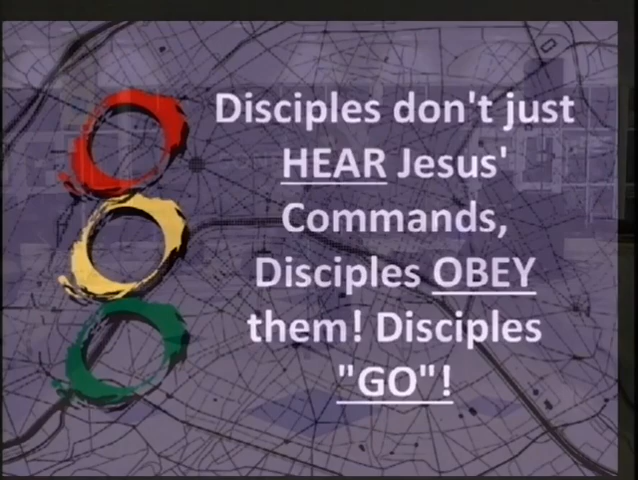 Disciples don't just
HEAR Jesus'
Commands,
Disciples OBEY
them! Disciples
"GO"!